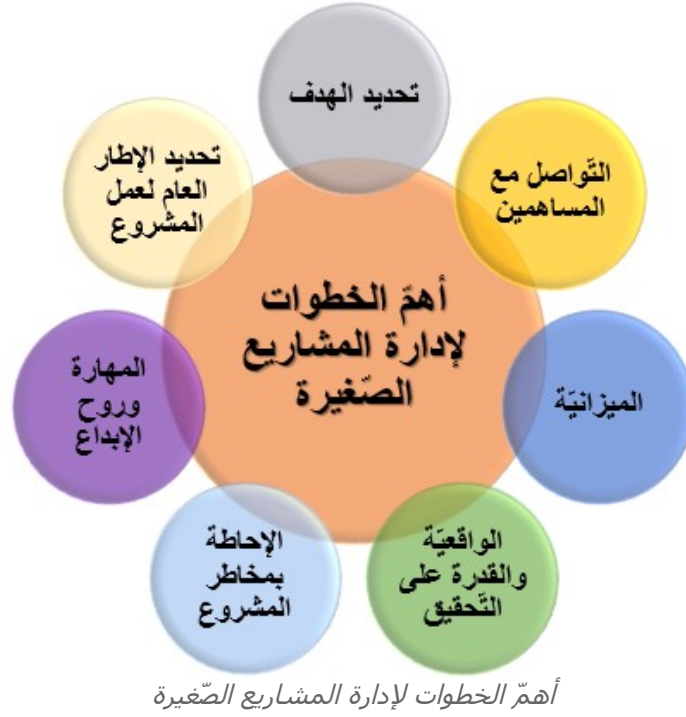 تحديد الهدف
التّواصل مع
المساهمين
الميزانيّة
الواقعيّة
والقدرة على
التّحقيق
الإحاطة
بمخاطر
المشروع
المهارة
وروح
الإبداع
تحديد الإطار
العام لعمل
المشروع
أهمّ الخطوات
لإدارة المشاريع
الصّغيرة
أهمّ الخطوات لإدارة المشاريع الصّغيرة